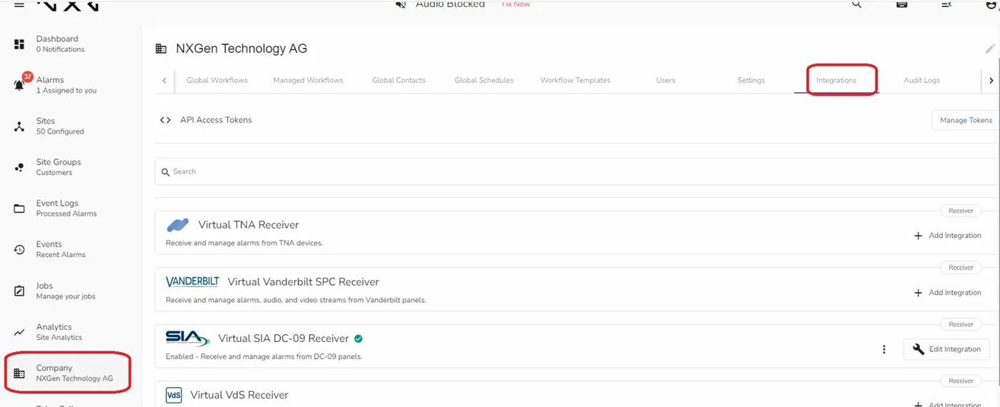 Audio Blocked Fix Now
Dashboard
0 Notifications
37
Alarms
1 Assigned to you
Sites
50 Configured
Site Groups
Customers
Event Logs
Processed Alarms
Events
Recent Alarms
Jobs
Manage your jobs
Analytics
Site Analytics
Company
NXGen Technology AG
NXGen Technology AG
Global Workflows Managed Workflows Global Contacts Global Schedules Workflow Templates Users Settings Integrations Audit Logs
API Access Tokens Manage Tokens
Search
Receiver
Virtual TNA Receiver
Add Integration
Receive and manage alarms from TNA devices.
Receiver
VANDERBILT Virtual Vanderbilt SPC Receiver
Add Integration
Receive and manage alarms, audio, and video streams from Vanderbilt panels.
Receiver
SIA Virtual SIA DC-09 Receiver
Edit Integration
Enabled - Receive and manage alarms from DC-09 panels.
Receiver
VdS Virtual VdS Receiver
Add Integration